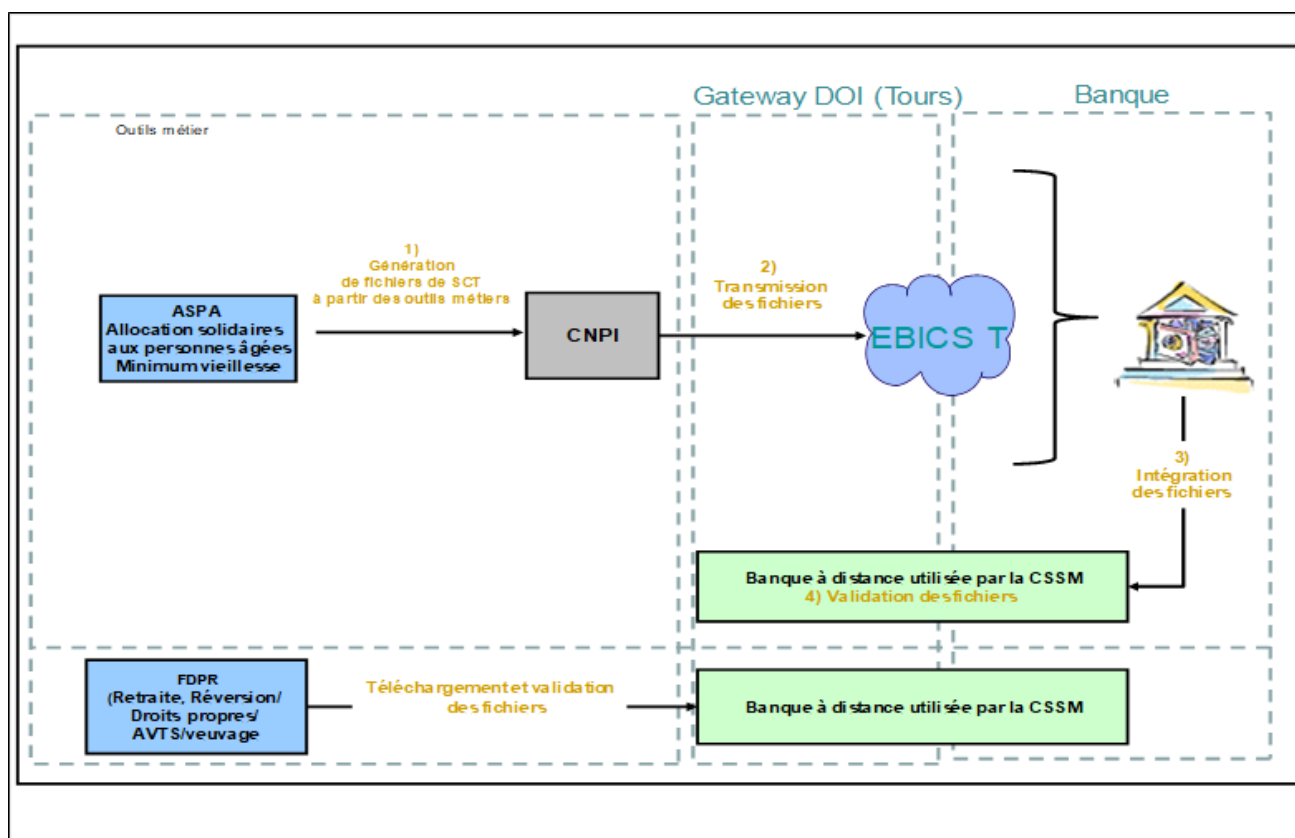 Gateway DOI (Tours)
Banque
Outils métier
1)
Génération
de fichiers de SCT
à partir des outils métiers
2)
Transmission
des fichiers
ASPA
Allocation solidaires
aux personnes âgées
Minimum vieillesse
CNPI
EBICS T
3)
Intégration
des fichiers
Banque à distance utilisée par la CSSM
4) Validation des fichiers
FDPR
(Retraite, Réversion/
Droits propres/
AVTS/veuvage
Téléchargement et validation
des fichiers
Banque à distance utilisée par la CSSM